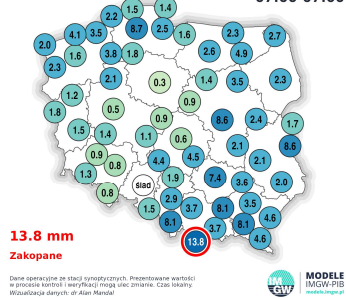 1.5 1.4
2.2
4.1 3.5 8.7 2.5 1.6 2.3 2.7
2.0
1.6 3.8 1.8 2.6 4.9
2.3
2.1 0.3 1.4 3.5 2.3
1.2
1.8 0.5 0.9
8.6 2.4 1.7
1.5 1.4 1.1 0.6
0.9 2.1 8.6
0.9
0.8 4.4 4.5 2.1
1.3 1.9 7.4 3.6 2.0
0.8 ślad
2.9 3.5
1.5 3.7 8.1 4.6
8.1 3.7 8.1
13.8 4.6
13.8 mm
Zakopane
Dane operacyjne ze stacji synoptycznych. Prezentowane wartości
w procesie kontroli i weryfikacji mogą ulec zmianie. Czas lokalny.
Wizualizacja danych: dr Alan Mandal
IMGW
MODELE
IMGW-PIB
modele.imgw.pl